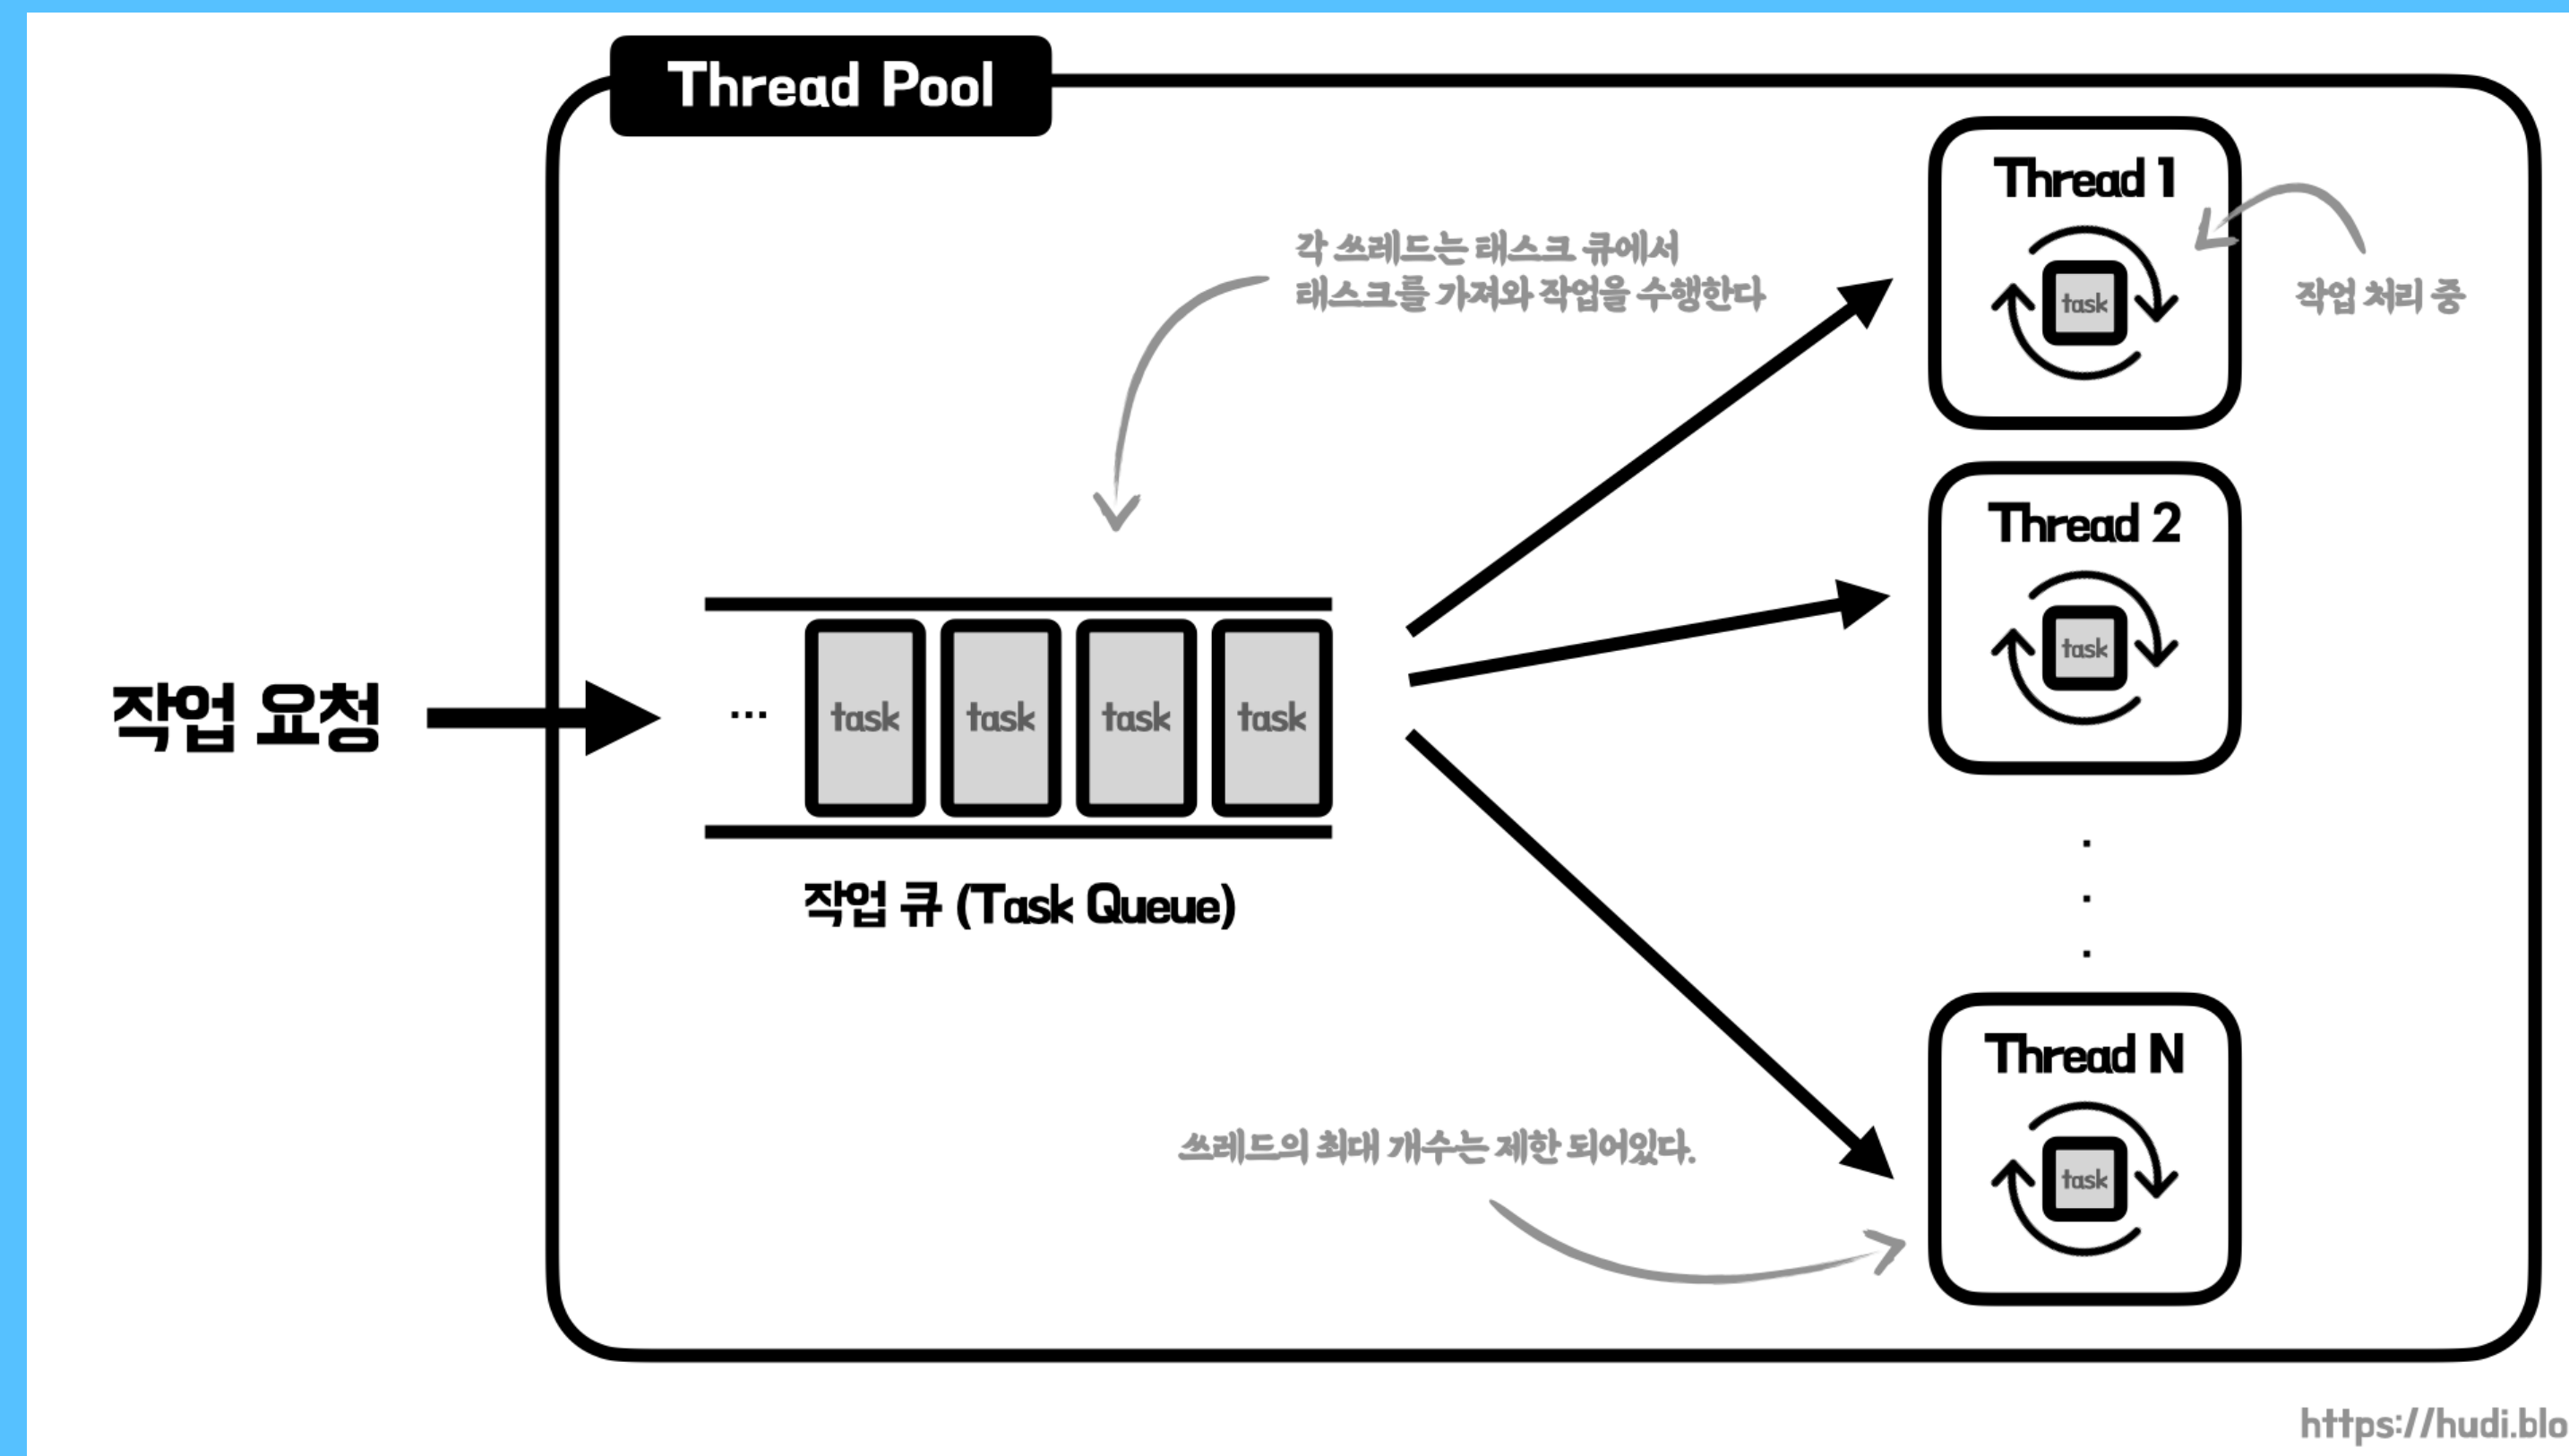 Thread Pool
Thread 1
각 쓰레드는 태스크 큐에서
태스크를 가져와 작업을 수행한다
task
작업 처리 중
Thread 2
task
작업 요청
...
task
task
task
task
작업 큐 (Task Queue)
.
.
.
Thread N
쓰레드의 최대 개수는 제한 되어있다.
task
https://hudi.blo